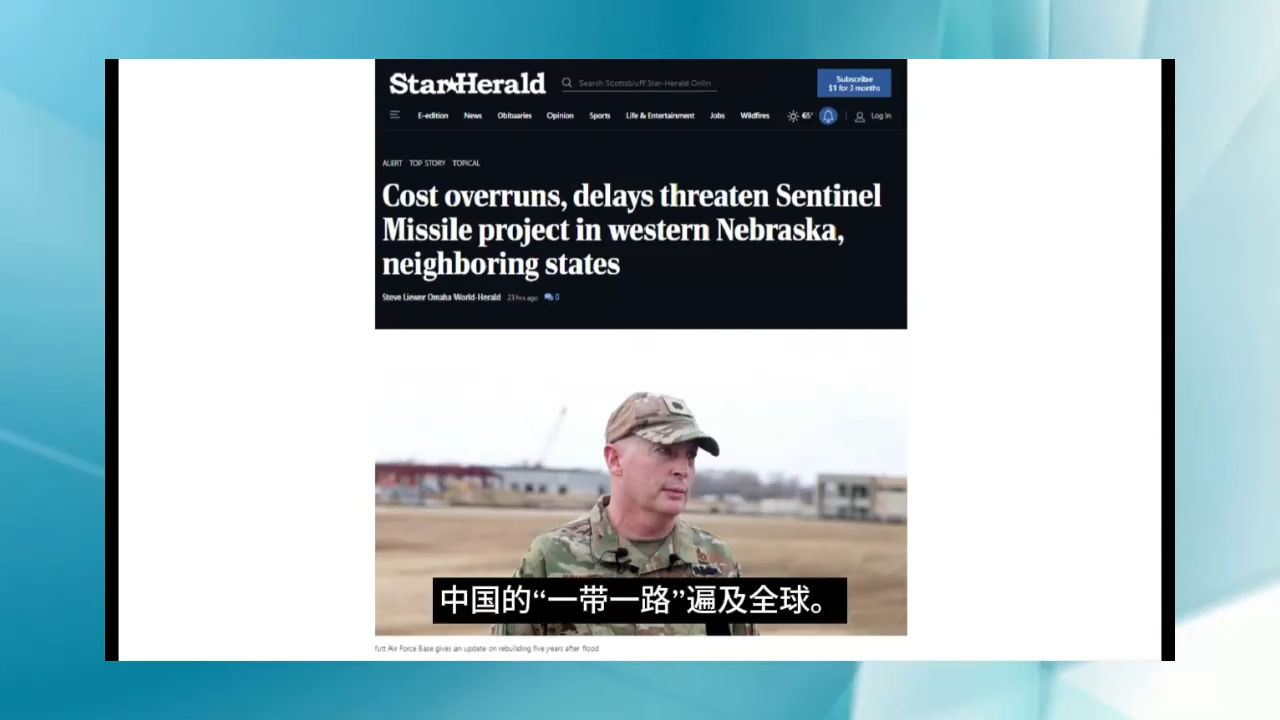 Star Herald
Search Scottsbluff Star-Herald Onlin
Subscribe
$1 for 3 months
E-edition News Obituaries Opinion Sports Life & Entertainment Jobs Wildfires 65° Log In
ALERT TOP STORY TOPICAL
Cost overruns, delays threaten Sentinel
Missile project in western Nebraska,
neighboring states
Steve Liewer Omaha World-Herald 23 hrs ago 0
中国的“一带一路”遍及全球。
futt Air Force Base gives an update on rebuilding five years after flood